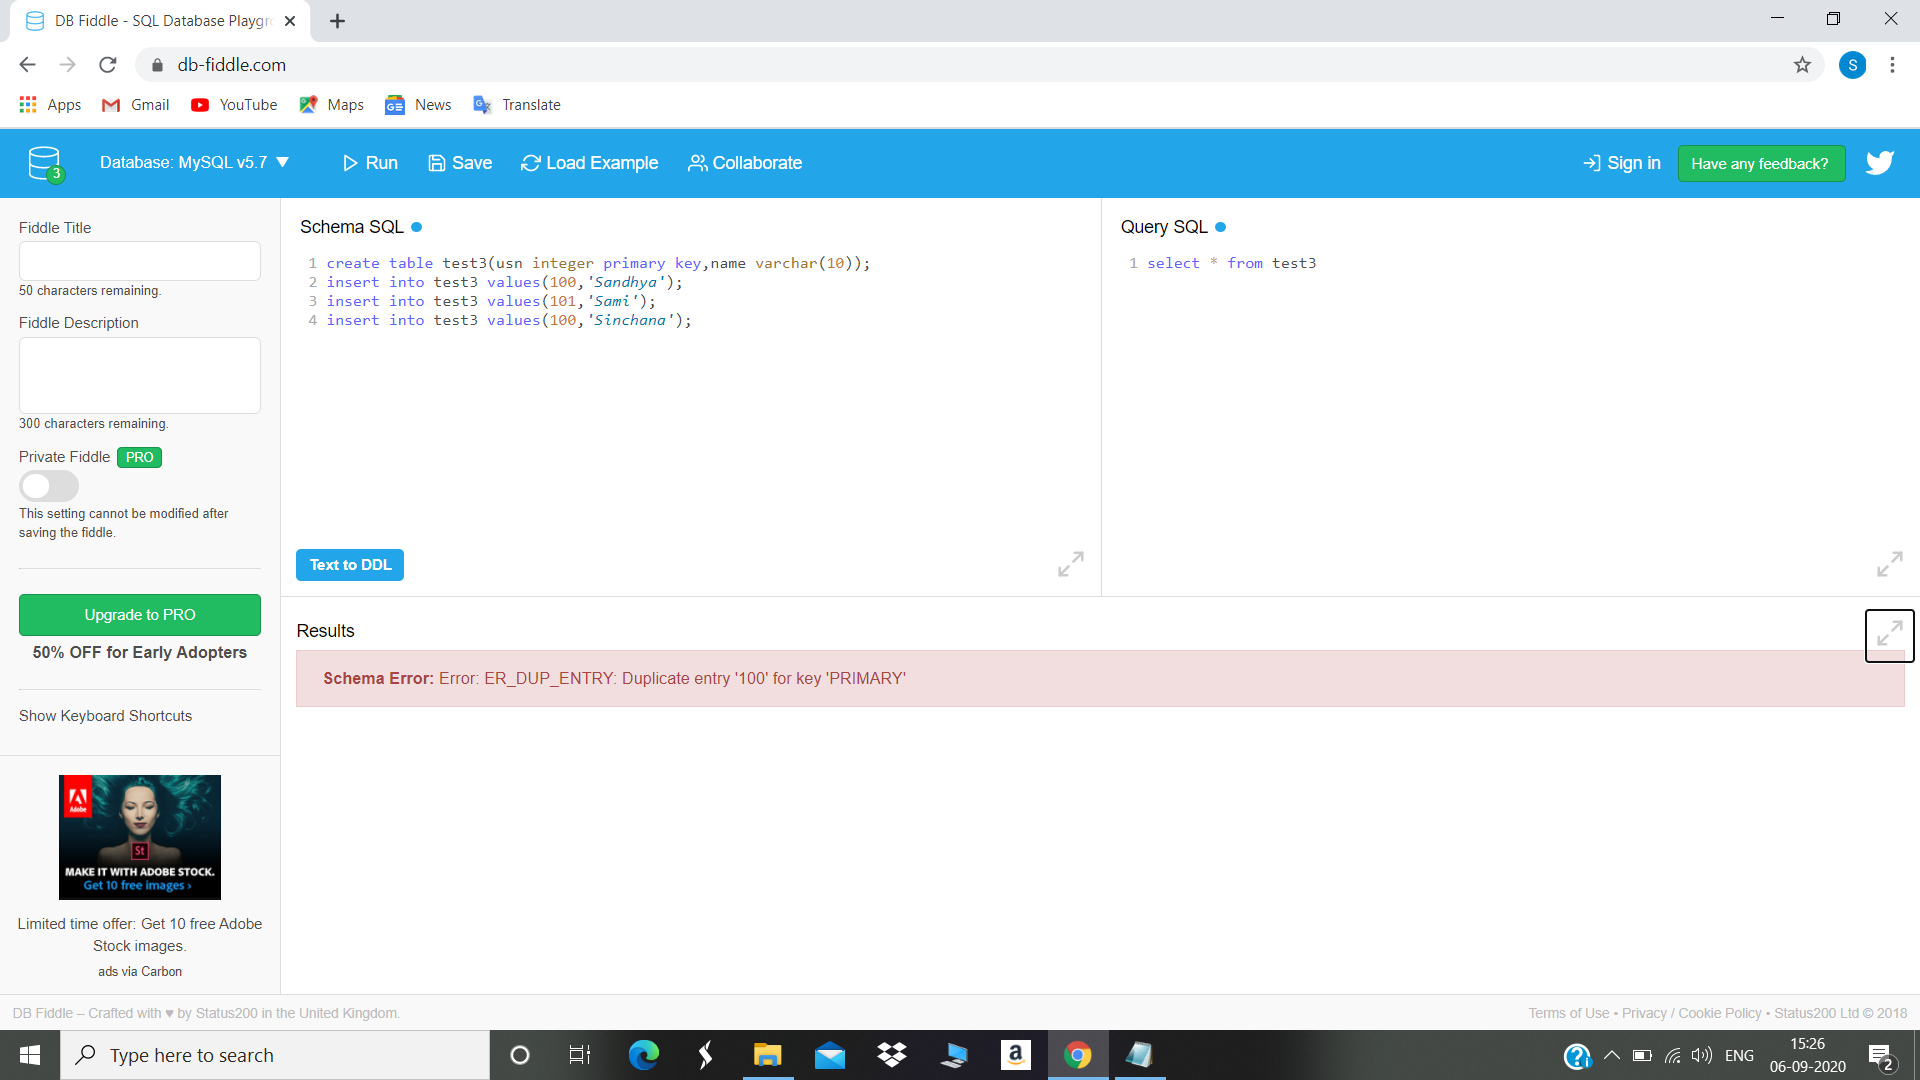 DB Fiddle - SQL Database Playgr
db-fiddle.com
S
Apps
Gmail
YouTube
Maps
News
Translate
3
Database: MySQL v5.7 ▼
Run
Save
Load Example
Collaborate
Sign in
Have any feedback?
Fiddle Title
50 characters remaining.
Fiddle Description
300 characters remaining.
Private Fiddle PRO
This setting cannot be modified after
saving the fiddle.
Upgrade to PRO
50% OFF for Early Adopters
Show Keyboard Shortcuts
Adobe
St
MAKE IT WITH ADOBE STOCK.
Get 10 free images ›
Limited time offer: Get 10 free Adobe
Stock images.
ads via Carbon
Schema SQL
1 create table test3(usn integer primary key,name varchar(10));
2 insert into test3 values(100,'Sandhya');
3 insert into test3 values(101,'Sami');
4 insert into test3 values(100,'Sinchana');
Text to DDL
Query SQL
1 select * from test3
Results
Schema Error: Error: ER_DUP_ENTRY: Duplicate entry '100' for key 'PRIMARY'
DB Fiddle – Crafted with ♥ by Status200 in the United Kingdom.
Terms of Use • Privacy / Cookie Policy • Status200 Ltd © 2018
Type here to search
ENG
15:26
06-09-2020
2